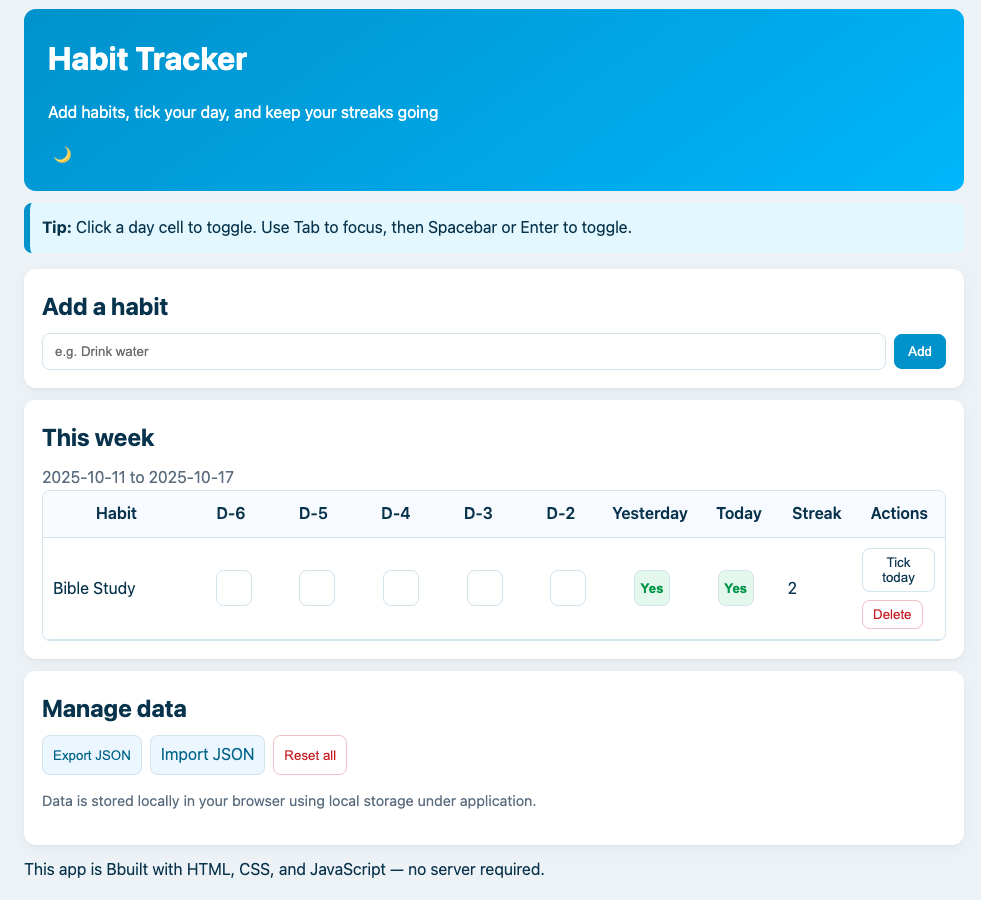 Habit Tracker
Add habits, tick your day, and keep your streaks going
Tip: Click a day cell to toggle. Use Tab to focus, then Spacebar or Enter to toggle.
Add a habit
e.g. Drink water
Add
This week
2025-10-11 to 2025-10-17
Habit D-6 D-5 D-4 D-3 D-2 Yesterday Today Streak Actions
Bible Study Yes Yes 2 Tick today
Delete
Manage data
Export JSON Import JSON Reset all
Data is stored locally in your browser using local storage under application.
This app is Bbuilt with HTML, CSS, and JavaScript — no server required.